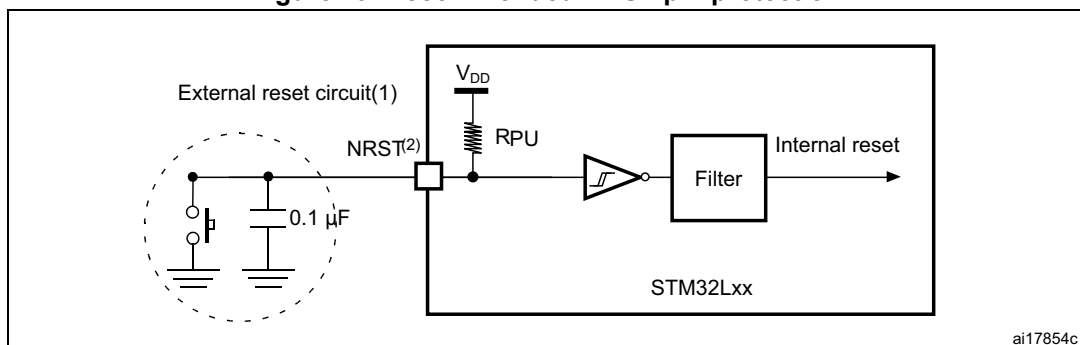 VDD
External reset circuit(1)
NRST(2)
RPU
Internal reset
Filter
0.1 μF
STM32Lxx
ai17854c